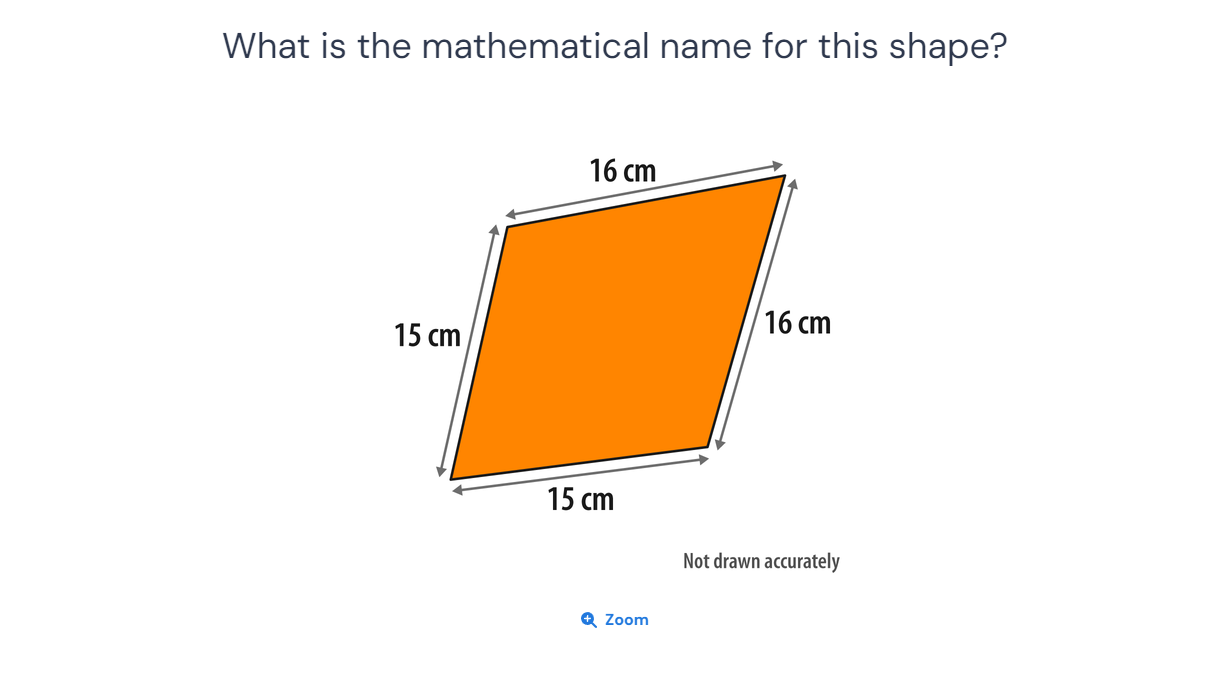 What is the mathematical name for this shape?
16 cm
15 cm
16 cm
15 cm
Not drawn accurately
Zoom